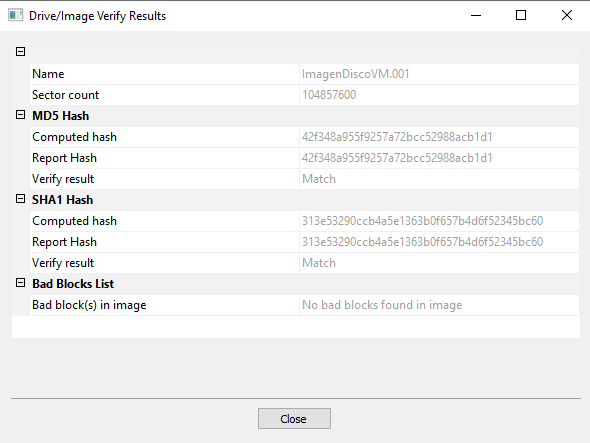 Drive/Image Verify Results
Name ImagenDiscoVM.001
Sector count 104857600
MD5 Hash
Computed hash 42f348a955f9257a72bcc52988acb1d1
Report Hash 42f348a955f9257a72bcc52988acb1d1
Verify result Match
SHA1 Hash
Computed hash 313e53290ccb4a5e1363b0f657b4d6f52345bc60
Report Hash 313e53290ccb4a5e1363b0f657b4d6f52345bc60
Verify result Match
Bad Blocks List
Bad block(s) in image No bad blocks found in image
Close